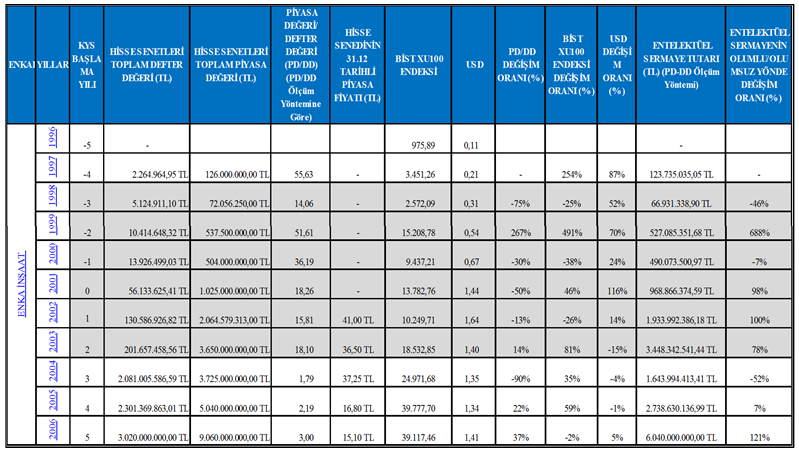 ENKA YILLAR KYS BAŞLAMA YILI HİSSE SENETLERİ TOPLAM DEFTER DEĞERİ (TL) HİSSE SENETLERİ TOPLAM PİYASA DEĞERİ (TL) PİYASA DEĞERİ/ DEFTER DEĞERİ (PD/DD) (PD/DD Ölçüm Yöntemine Göre) HİSSE SENEDİNİN 31.12 TARİHLİ PİYASA FİYATI (TL) BİST XU100 ENDEKSİ USD PD/DD DEĞİŞİM ORANI (%) BİST XU100 ENDEKSİ DEĞİŞİM ORANI (%) USD DEĞİŞİM ORANI (%) ENTELEKTÜEL SERMAYE TUTARI (TL) (PD-DD Ölçüm Yöntemi) ENTELEKTÜEL SERMAYENİN OLUMLU/OLUMSUZ YÖNDE DEĞİŞİM ORANI (%)
ENKA İNŞAAT
1996 -5 - 975,89 0,11 -
1997 -4 2.264.964,95 TL 126.000.000,00 TL 55,63 - 3.451,26 0,21 - 254% 87% 123.735.035,05 TL -
1998 -3 5.124.911,10 TL 72.056.250,00 TL 14,06 - 2.572,09 0,31 -75% -25% 52% 66.931.338,90 TL -46%
1999 -2 10.414.648,32 TL 537.500.000,00 TL 51,61 - 15.208,78 0,54 267% 491% 70% 527.085.351,68 TL 688%
2000 -1 13.926.499,03 TL 504.000.000,00 TL 36,19 - 9.437,21 0,67 -30% -38% 24% 490.073.500,97 TL -7%
2001 0 56.133.625,41 TL 1.025.000.000,00 TL 18,26 - 13.782,76 1,44 -50% 46% 116% 968.866.374,59 TL 98%
2002 1 130.586.926,82 TL 2.064.579.313,00 TL 15,81 41,00 TL 10.249,71 1,64 -13% -26% 14% 1.933.992.386,18 TL 100%
2003 2 201.657.458,56 TL 3.650.000.000,00 TL 18,10 36,50 TL 18.532,85 1,40 14% 81% -15% 3.448.342.541,44 TL 78%
2004 3 2.081.005.586,59 TL 3.725.000.000,00 TL 1,79 37,25 TL 24.971,68 1,35 -90% 35% -4% 1.643.994.413,41 TL -52%
2005 4 2.301.369.863,01 TL 5.040.000.000,00 TL 2,19 16,80 TL 39.777,70 1,34 22% 59% -1% 2.738.630.136,99 TL 7%
2006 5 3.020.000.000,00 TL 9.060.000.000,00 TL 3,00 15,10 TL 39.117,46 1,41 37% -2% 5% 6.040.000.000,00 TL 121%